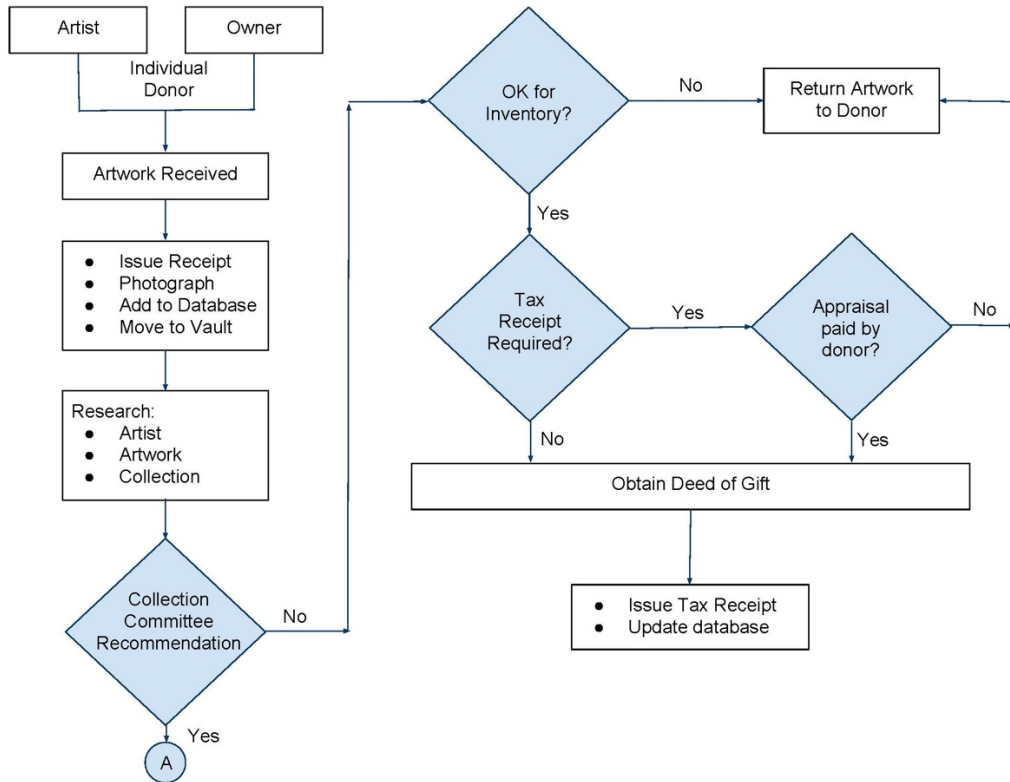 Artist
Owner
Individual
Donor
Artwork Received
● Issue Receipt
● Photograph
● Add to Database
● Move to Vault
Research:
● Artist
● Artwork
● Collection
Collection
Committee
Recommendation
No
Yes
A
OK for
Inventory?
No
Return Artwork
to Donor
Yes
Tax
Receipt
Required?
Yes
Appraisal
paid by
donor?
No
No
Yes
Obtain Deed of Gift
● Issue Tax Receipt
● Update database